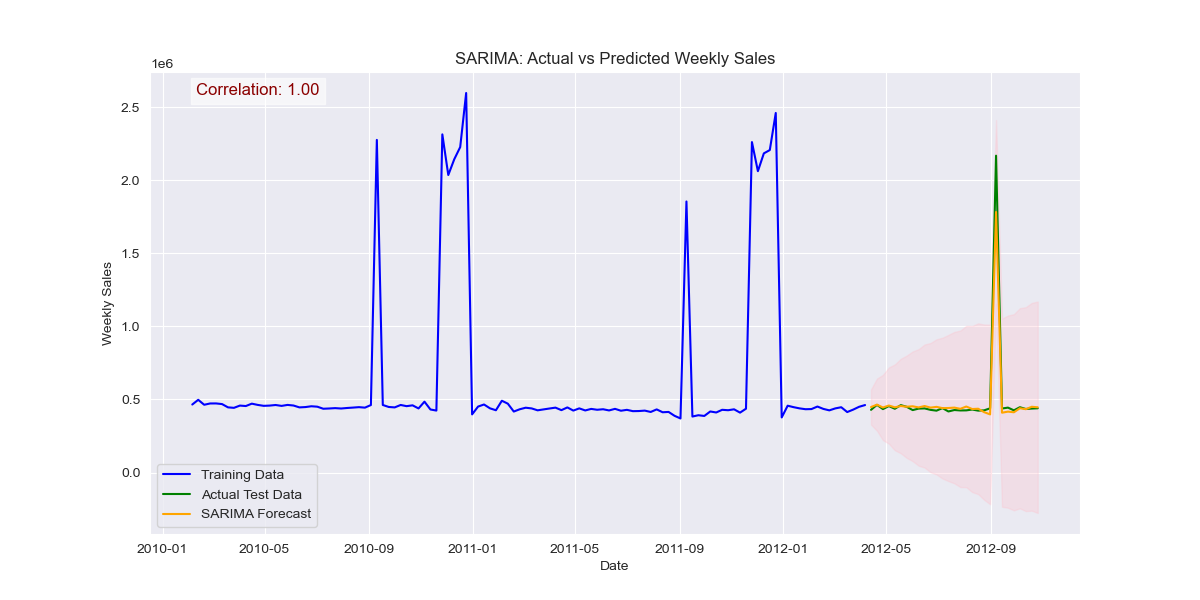 SARIMA: Actual vs Predicted Weekly Sales
1e6
Correlation: 1.00
2.5
2.0
1.5
1.0
0.5
0.0
Weekly Sales
Training Data
Actual Test Data
SARIMA Forecast
2010-01 2010-05 2010-09 2011-01 2011-05 2011-09 2012-01 2012-05 2012-09
Date